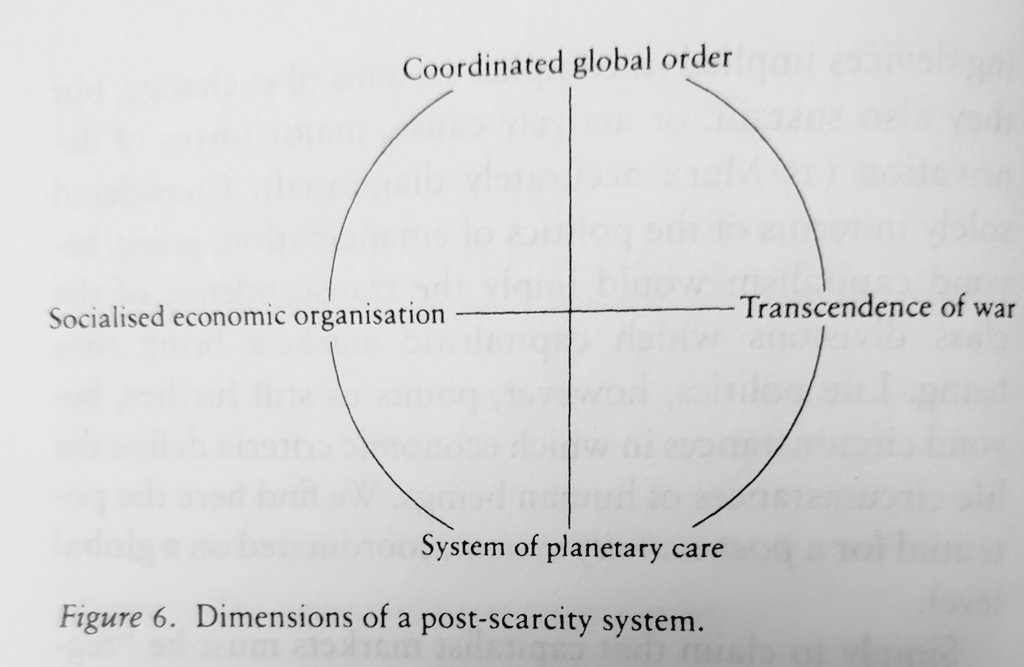 Coordinated global order
Socialised economic organisation
Transcendence of war
System of planetary care
Figure 6. Dimensions of a post-scarcity system.